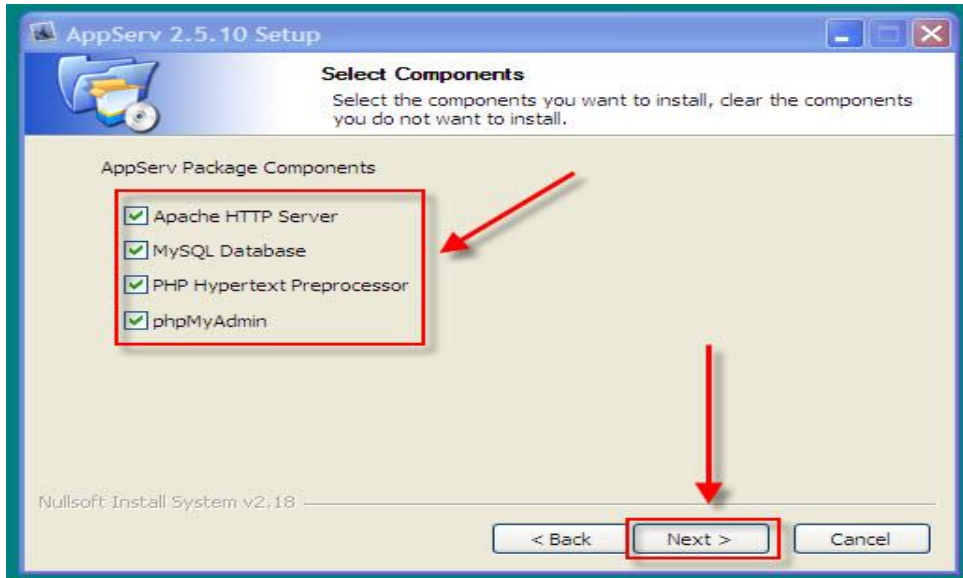 AppServ 2.5.10 Setup
Select Components
Select the components you want to install, clear the components
you do not want to install.
AppServ Package Components
Apache HTTP Server
MySQL Database
PHP Hypertext Preprocessor
phpMyAdmin
Nullsoft Install System v2.18
< Back Next > Cancel